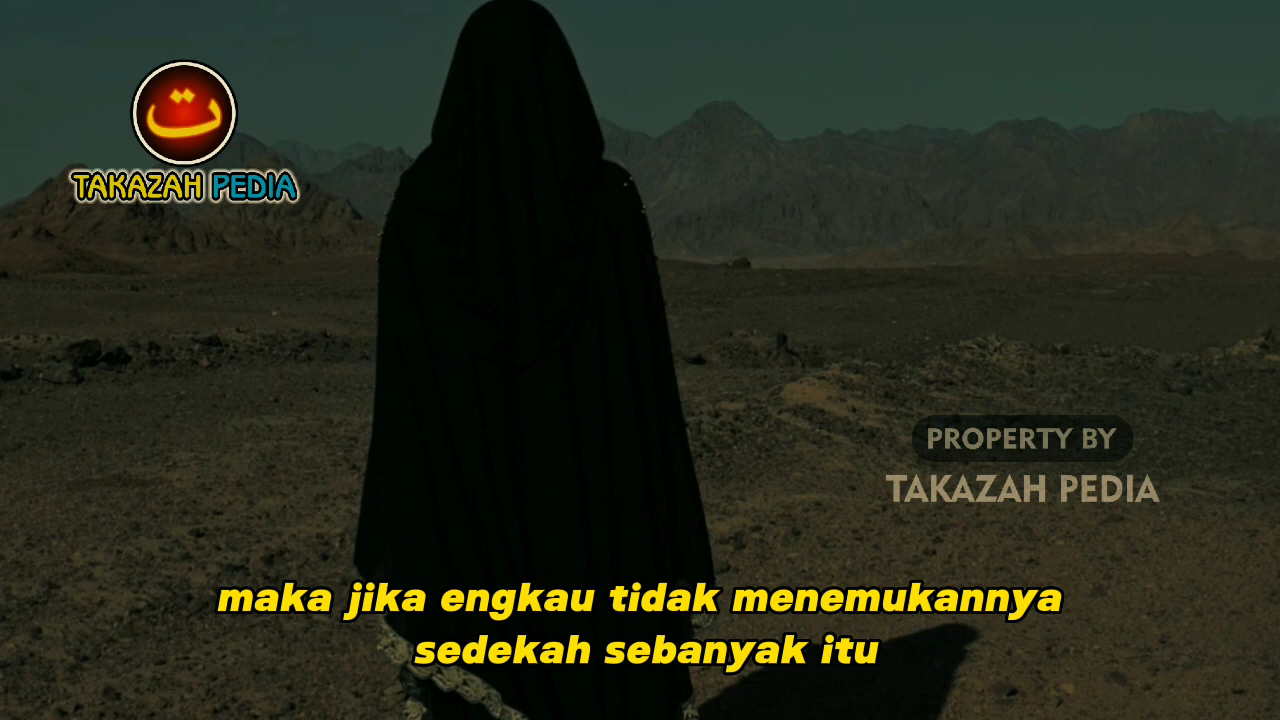 ت
TAKAZAH PEDIA
PROPERTY BY
TAKAZAH PEDIA
maka jika engkau tidak menemukannya
sedekah sebanyak itu